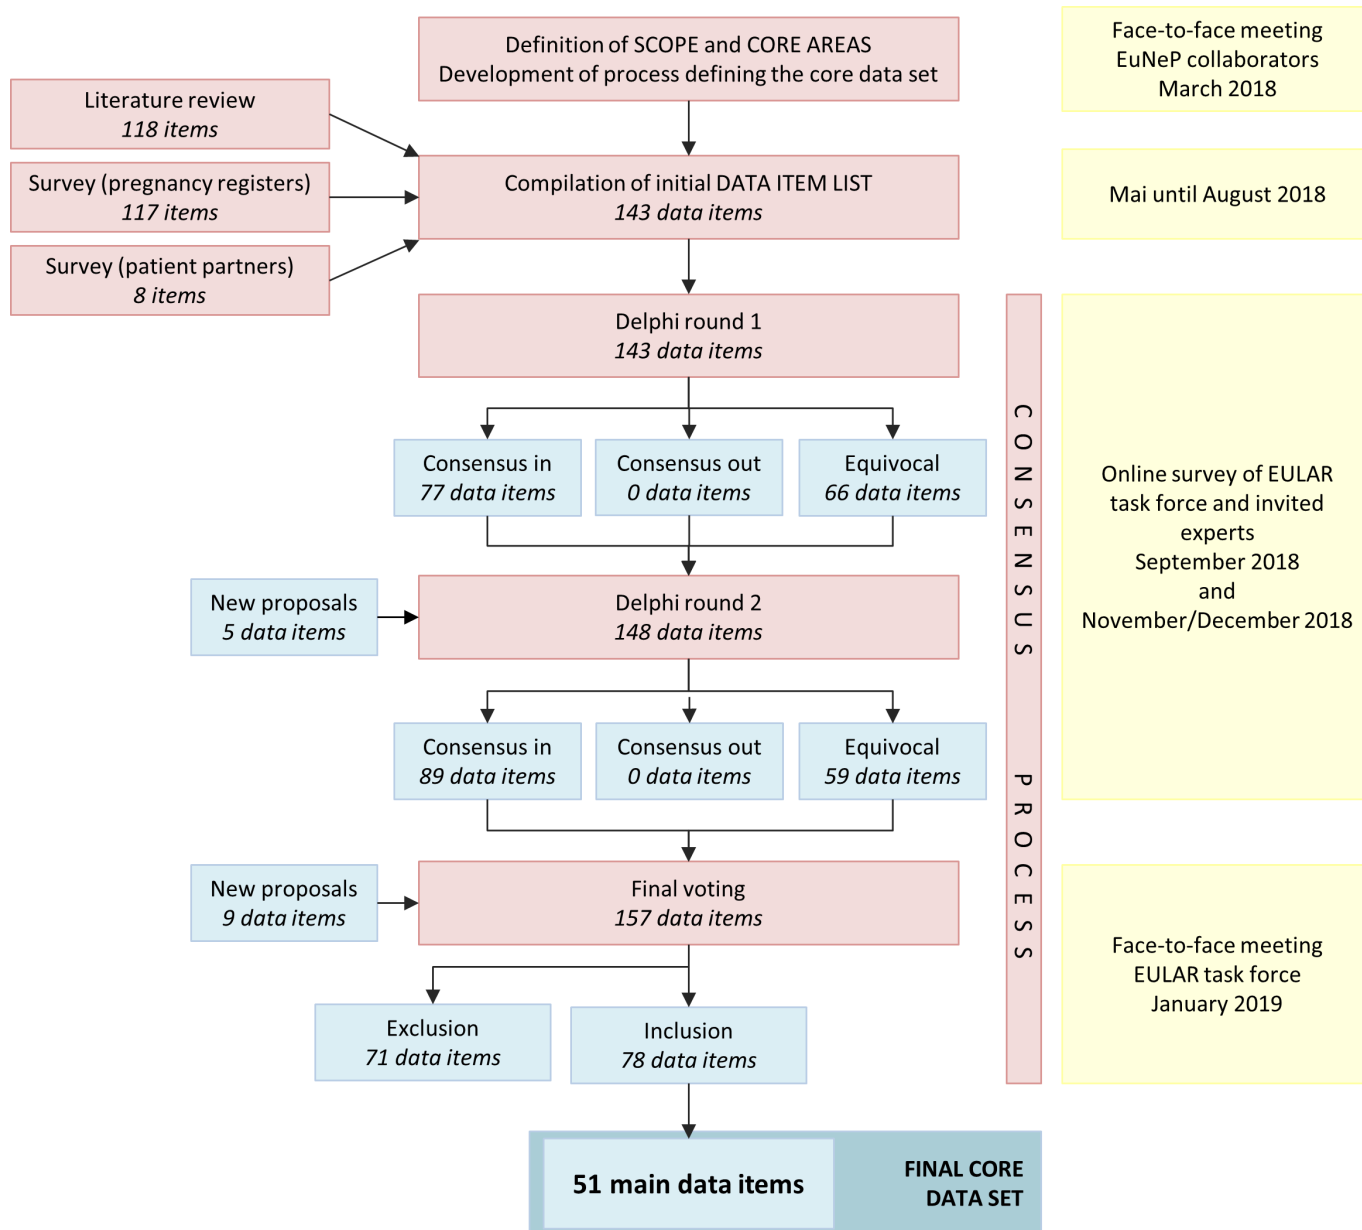 Definition of SCOPE and CORE AREAS
Development of process defining the core data set
Face-to-face meeting
EuNeP collaborators
March 2018
Literature review
118 items
Survey (pregnancy registers)
117 items
Survey (patient partners)
8 items
Compilation of initial DATA ITEM LIST
143 data items
Mai until August 2018
Delphi round 1
143 data items
Consensus in
77 data items
Consensus out
0 data items
Equivocal
66 data items
New proposals
5 data items
Delphi round 2
148 data items
Consensus in
89 data items
Consensus out
0 data items
Equivocal
59 data items
CONSENSUS PROCESS
Online survey of EULAR
task force and invited
experts
September 2018
and
November/December 2018
New proposals
9 data items
Final voting
157 data items
Exclusion
71 data items
Inclusion
78 data items
Face-to-face meeting
EULAR task force
January 2019
51 main data items
FINAL CORE
DATA SET